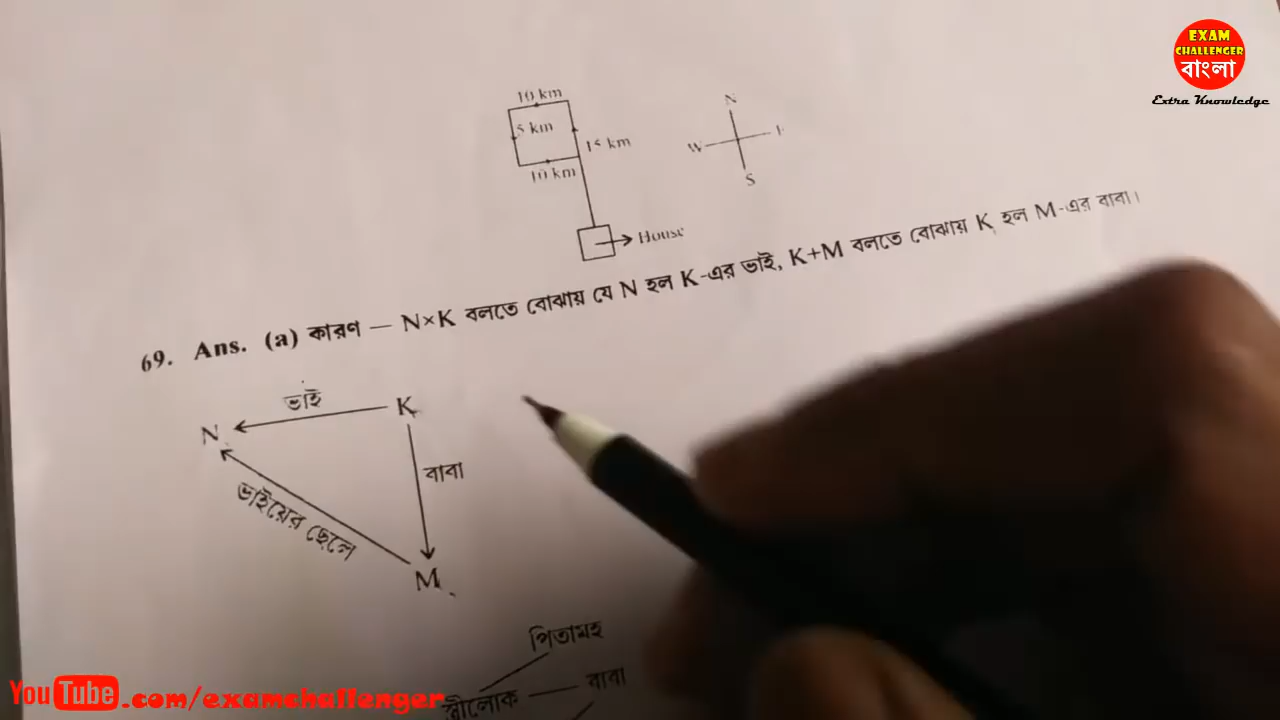 EXAM
CHALLENGER
বাংলা
Extra Knowledge
10 km
5 km
15 km
10 km
House
N
W
S
69. Ans. (a) কারণ — N×K বলতে বোঝায় যে N হল K-এর ভাই, K+M বলতে বোঝায় K হল M-এর বাবা।
ভাই
K
N
বাবা
ভাইয়ের ছেলে
M
পিতামহ
স্ত্রীলোক — বাবা
YouTube.com/examchallenger